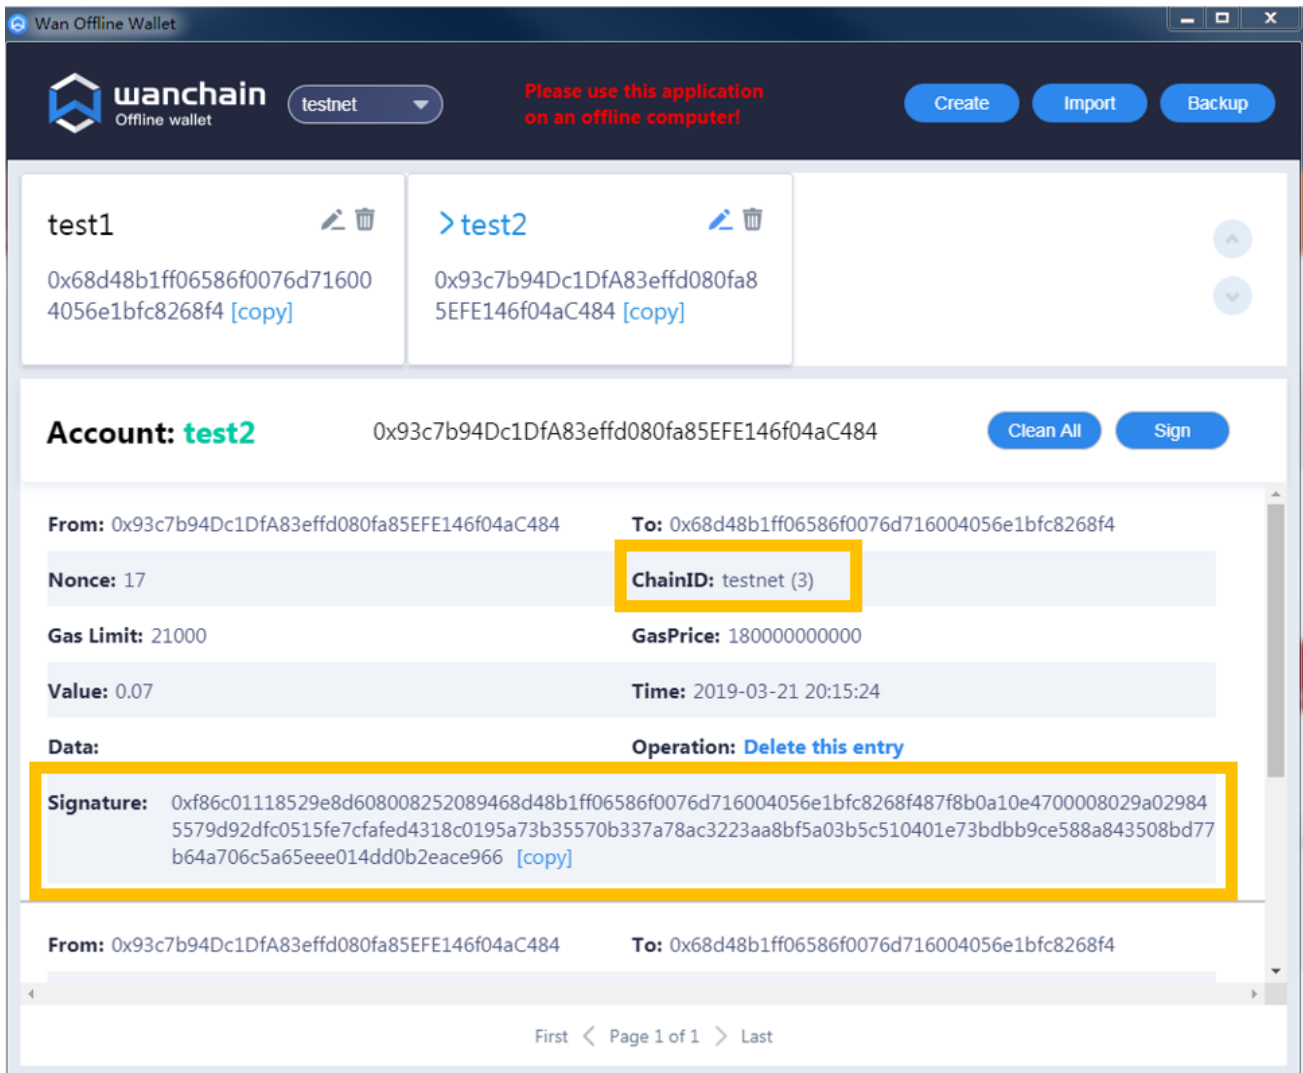 Wan Offline Wallet
wanchain
Offline wallet
testnet
Please use this application
on an offline computer!
Create
Import
Backup
test1
0x68d48b1ff06586f0076d71600
4056e1bfc8268f4 [copy]
test2
0x93c7b94Dc1DfA83effd080fa8
5EFE146f04aC484 [copy]
Account: test2
0x93c7b94Dc1DfA83effd080fa85EFE146f04aC484
Clean All
Sign
From: 0x93c7b94Dc1DfA83effd080fa85EFE146f04aC484
To: 0x68d48b1ff06586f0076d716004056e1bfc8268f4
Nonce: 17
ChainID: testnet (3)
Gas Limit: 21000
GasPrice: 180000000000
Value: 0.07
Time: 2019-03-21 20:15:24
Data:
Operation: Delete this entry
Signature: 0xf86c01118529e8d608008252089468d48b1ff06586f0076d716004056e1bfc8268f487f8b0a10e4700008029a02984
5579d92dfc0515fe7cfafed4318c0195a73b35570b337a78ac3223aa8bf5a03b5c510401e73bdbb9ce588a843508bd77
b64a706c5a65eee014dd0b2eace966 [copy]
From: 0x93c7b94Dc1DfA83effd080fa85EFE146f04aC484
To: 0x68d48b1ff06586f0076d716004056e1bfc8268f4
First
Page 1 of 1
Last